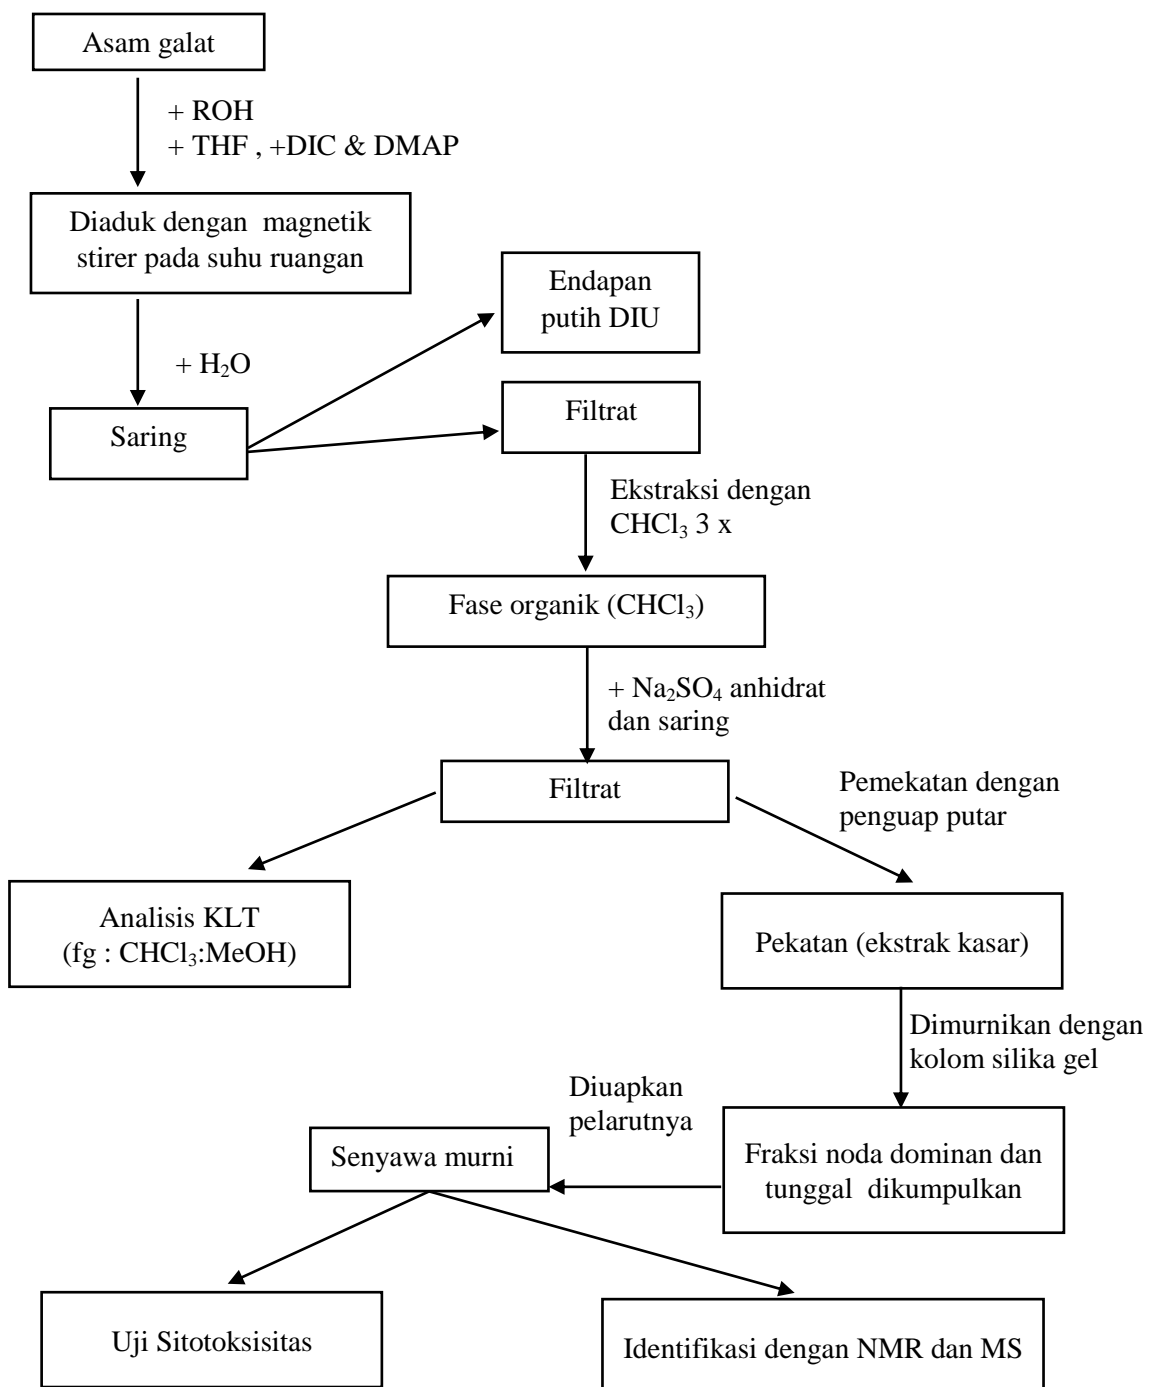 Asam galat
+ ROH
+ THF , +DIC & DMAP
Diaduk dengan magnetik
stirer pada suhu ruangan
+ H₂O
Endapan
putih DIU
Saring
Filtrat
Ekstraksi dengan
CHCl₃ 3 x
Fase organik (CHCl₃)
+ Na₂SO₄ anhidrat
dan saring
Filtrat
Pemekatan dengan
penguap putar
Analisis KLT
(fg : CHCl₃:MeOH)
Pekatan (ekstrak kasar)
Dimurnikan dengan
kolom silika gel
Fraksi noda dominan dan
tunggal dikumpulkan
Diuapkan
pelarutnya
Senyawa murni
Uji Sitotoksisitas
Identifikasi dengan NMR dan MS